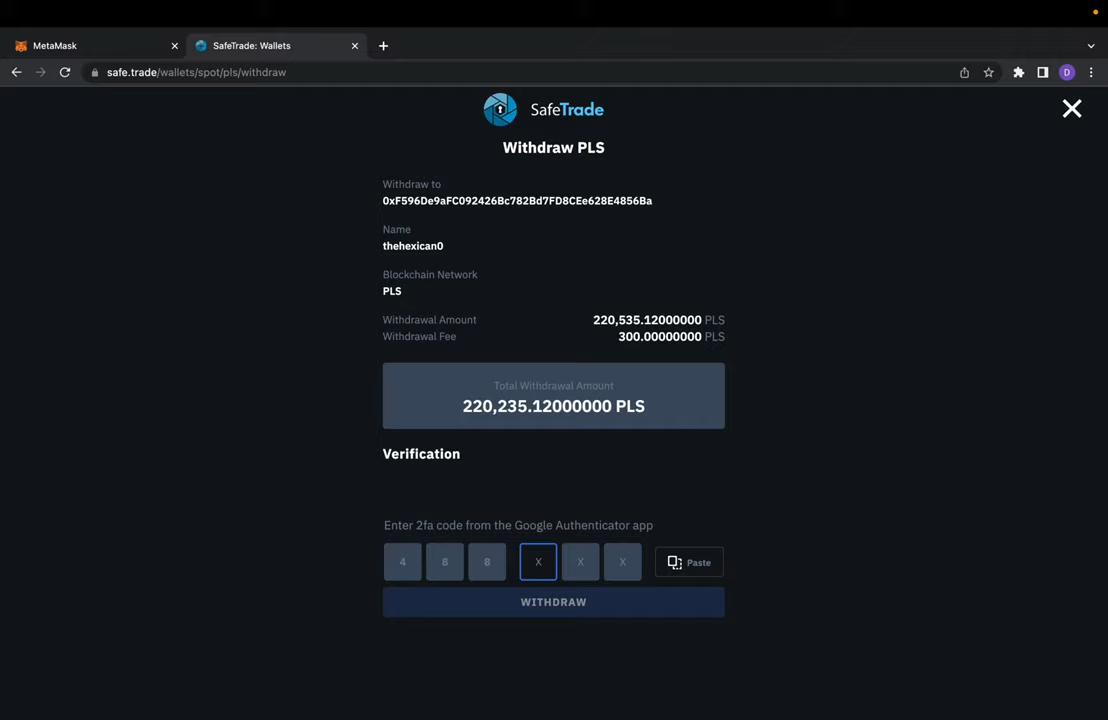 MetaMask
SafeTrade: Wallets
safe.trade/wallets/spot/pls/withdraw
D
SafeTrade
Withdraw PLS
Withdraw to
0xF596De9aFC092426Bc782Bd7FD8CEe628E4856Ba
Name
thehexican0
Blockchain Network
PLS
Withdrawal Amount 220,535.12000000 PLS
Withdrawal Fee 300.00000000 PLS
Total Withdrawal Amount
220,235.12000000 PLS
Verification
Enter 2fa code from the Google Authenticator app
4 8 8 X X X Paste
WITHDRAW